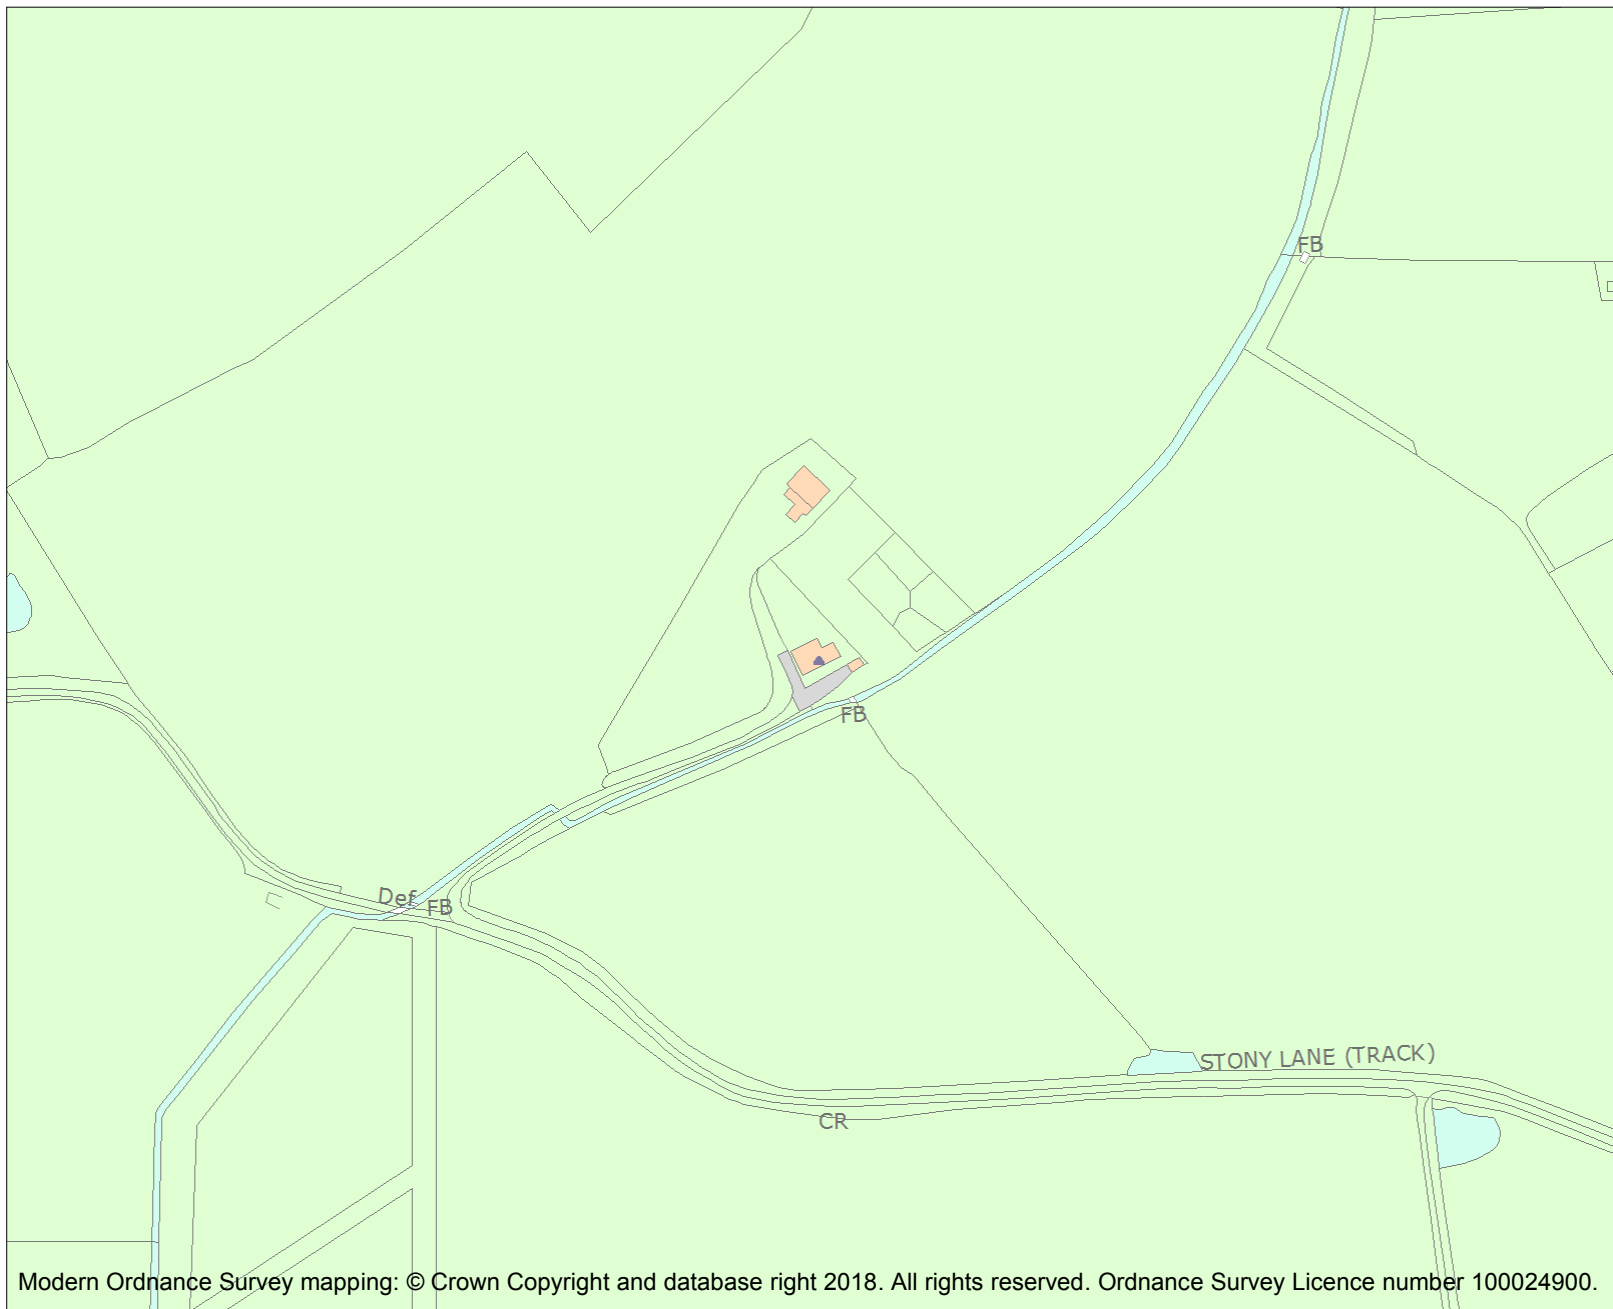 FB
FB
Def
FB
STONY LANE (TRACK)
CR
Modern Ordnance Survey mapping: © Crown Copyright and database right 2018. All rights reserved. Ordnance Survey Licence number 100024900.